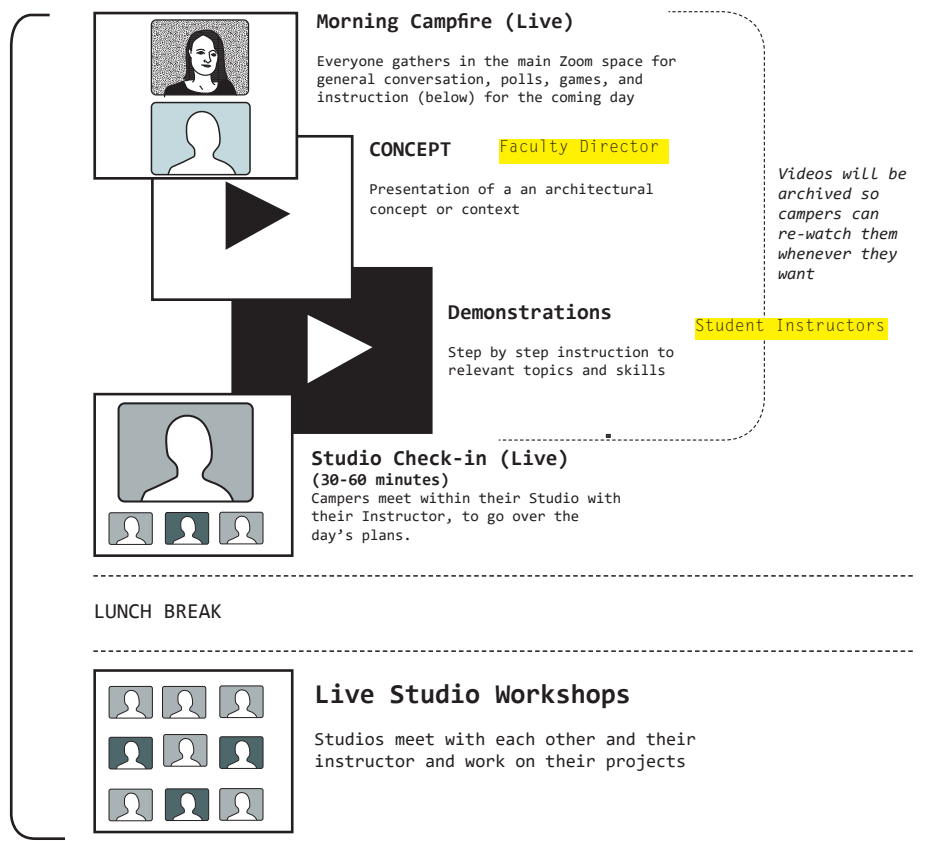 Morning Campfire (Live)
Everyone gathers in the main Zoom space for
general conversation, polls, games, and
instruction (below) for the coming day
CONCEPT
Faculty Director
Presentation of a an architectural
concept or context
Videos will be
archived so
campers can
re-watch them
whenever they
want
Demonstrations
Student Instructors
Step by step instruction to
relevant topics and skills
Studio Check-in (Live)
(30-60 minutes)
Campers meet within their Studio with
their Instructor, to go over the
day’s plans.
LUNCH BREAK
Live Studio Workshops
Studios meet with each other and their
instructor and work on their projects